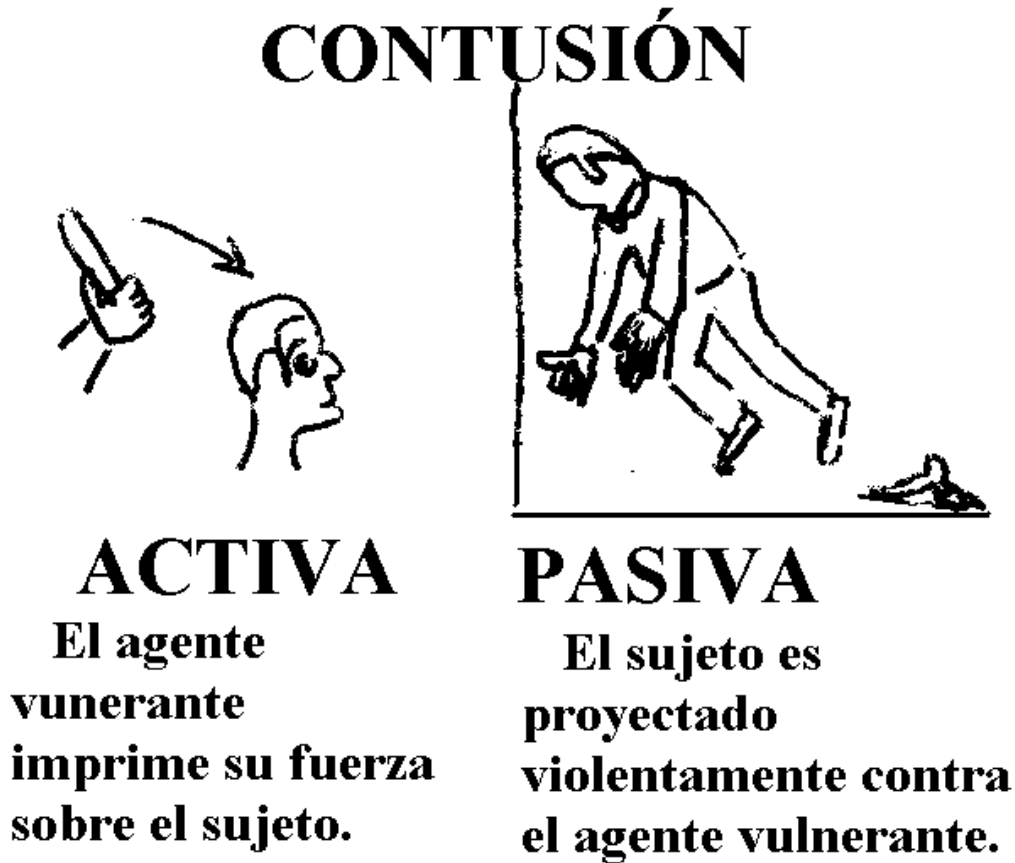 CONTUSIÓN
ACTIVA
El agente
vunerante
imprime su fuerza
sobre el sujeto.
PASIVA
El sujeto es
proyectado
violentamente contra
el agente vulnerante.